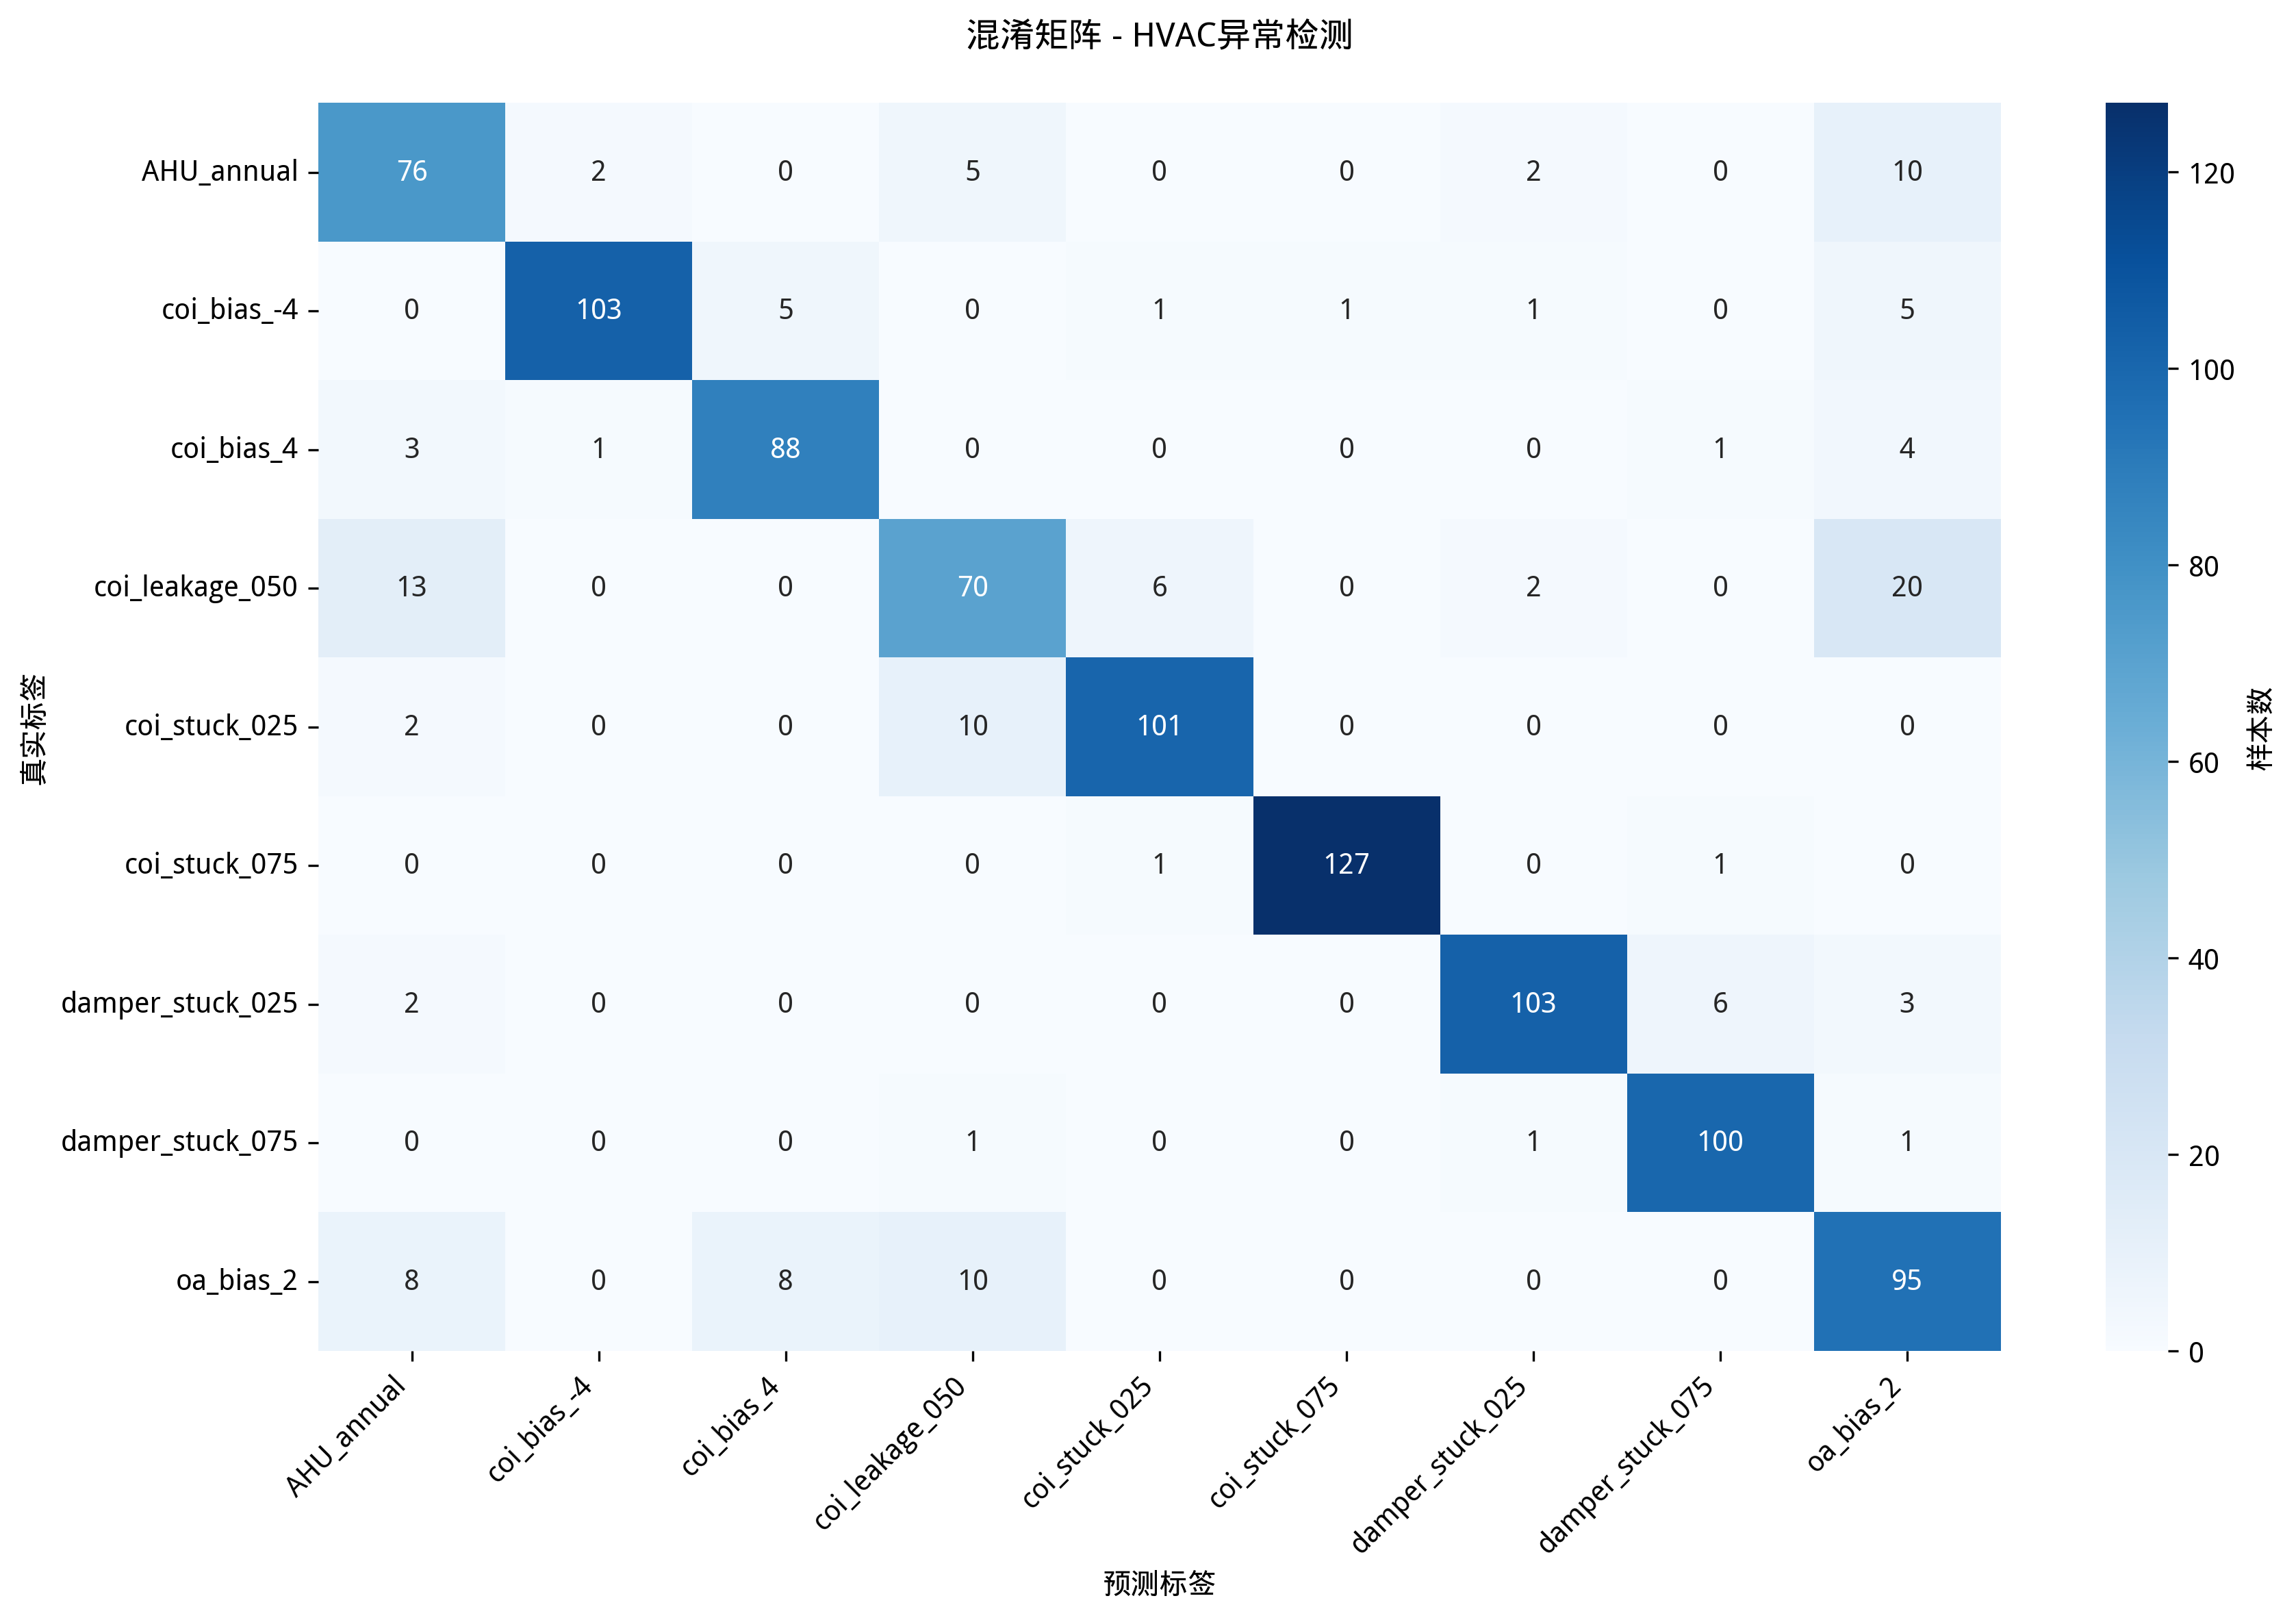 混淆矩阵 - HVAC异常检测
AHU_annual 76 2 0 5 0 0 2 0 10
coi_bias_-4 0 103 5 0 1 1 1 0 5
coi_bias_4 3 1 88 0 0 0 0 1 4
coi_leakage_050 13 0 0 70 6 0 2 0 20
coi_stuck_025 2 0 0 10 101 0 0 0 0
coi_stuck_075 0 0 0 0 1 127 0 1 0
damper_stuck_025 2 0 0 0 0 0 103 6 3
damper_stuck_075 0 0 0 1 0 0 1 100 1
oa_bias_2 8 0 8 10 0 0 0 0 95
真实标签
AHU_annual
coi_bias_-4
coi_bias_4
coi_leakage_050
coi_stuck_025
coi_stuck_075
damper_stuck_025
damper_stuck_075
oa_bias_2
预测标签
120
100
80
60
40
20
0
样本数